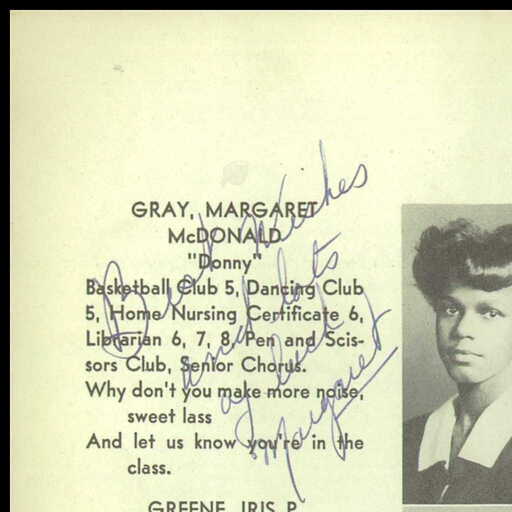 GRAY, MARGARET
McDONALD
"Donny"
Basketball Club 5, Dancing Club
5, Home Nursing Certificate 6,
Librarian 6, 7, 8, Pen and Scis-
sors Club, Senior Chorus.
Why don't you make more noise,
sweet lass
And let us know you're in the
class.
GREENE, IRIS P.
Best wishes
and lots
of luck
Margaret